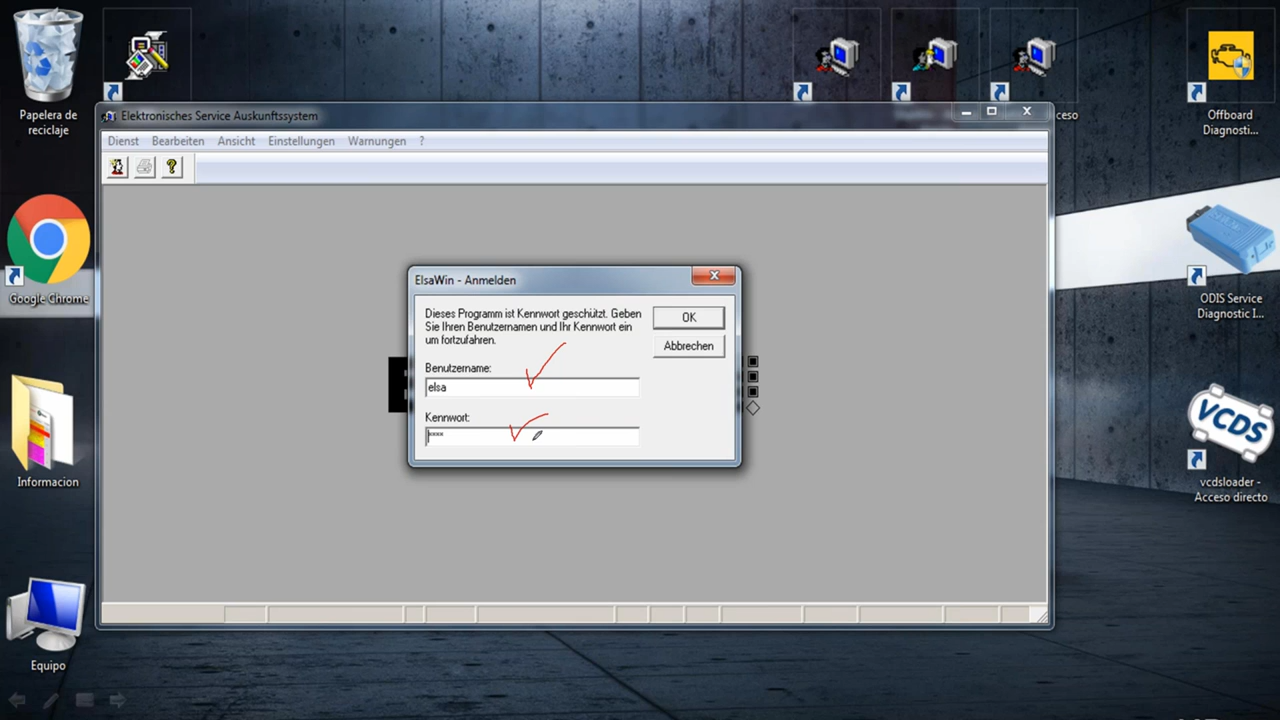 Papelera de
reciclaje
Elektronisches Service Auskunftssystem
Dienst Bearbeiten Ansicht Einstellungen Warnungen ?
ceso
Offboard
Diagnosti...
ElsaWin - Anmelden
Dieses Programm ist Kennwort geschützt. Geben
Sie Ihren Benutzernamen und Ihr Kennwort ein
um fortzufahren.
OK
Abbrechen
Benutzername:
elsa
Kennwort:
****
Google Chrome
ODIS Service
Diagnostic I...
Informacion
VCDS
vcdsloader -
Acceso directo
Equipo